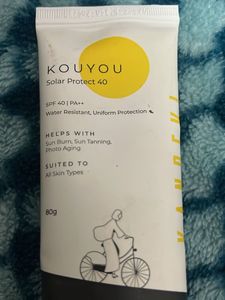 KOUYOU
Solar Protect 40
SPF 40 | PA++
Water Resistant, Uniform Protection
HELPS WITH
Sun Burn, Sun Tanning,
Photo Aging
SUITED TO
All Skin Types
80g